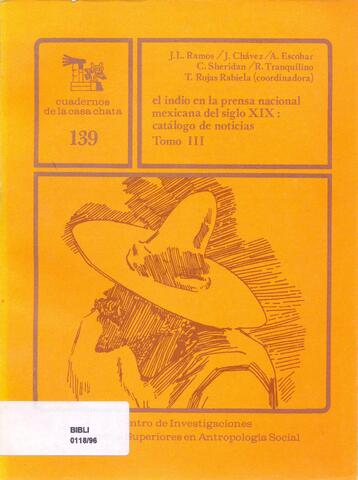 J.L. Ramos/J. Chávez/A. Escobar
C. Sheridan/R. Tranquilino
T. Rojas Rabiela (coordinadora)
cuadernos
de la casa chata
139
el indio en la prensa nacional
mexicana del siglo XIX:
catálogo de noticias
Tomo III
ntro de Investigaciones
Superiores en Antropología Social
BIBLI
0118/96